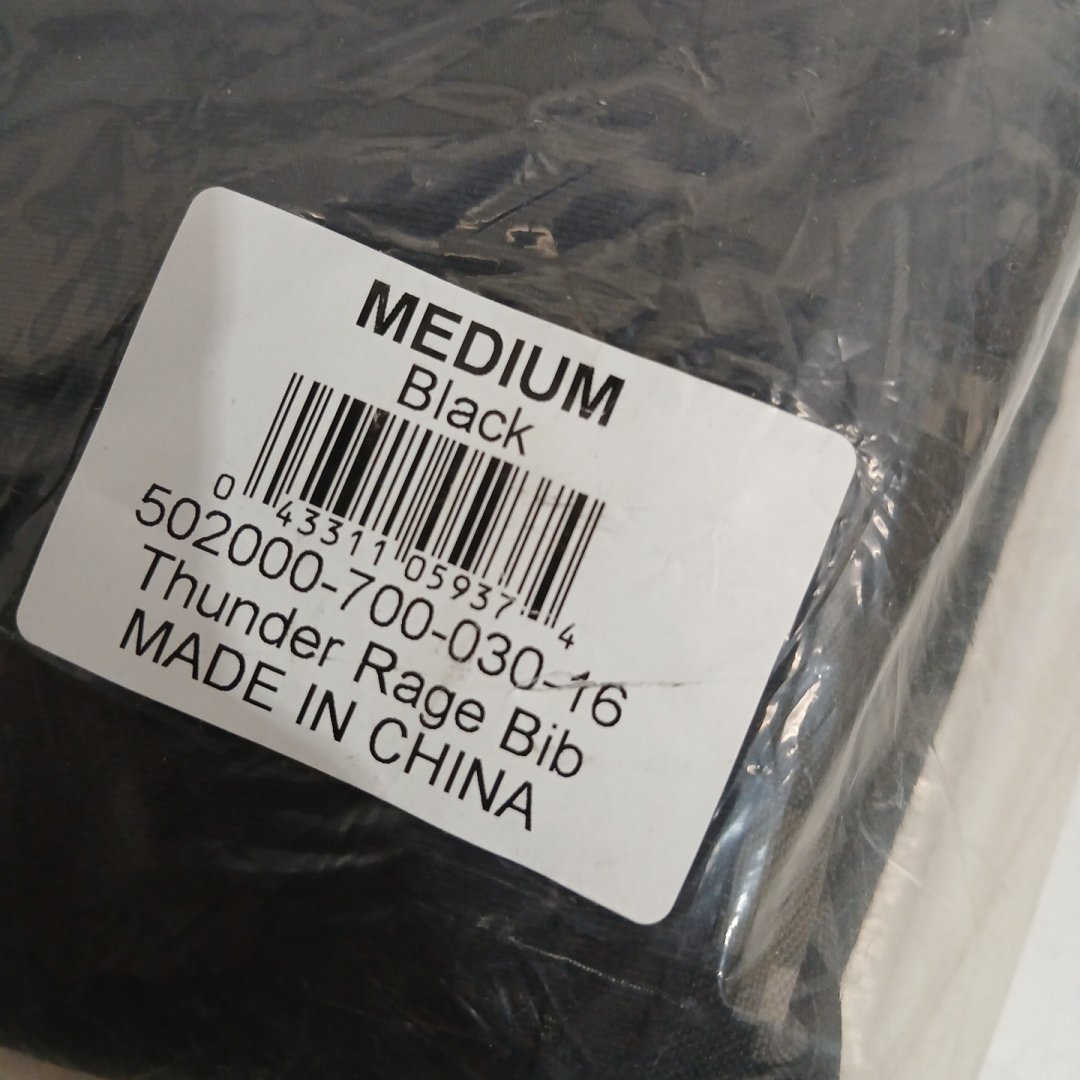 MEDIUM
Black
0 43311 05937 4
502000-700-030-16
Thunder Rage Bib
MADE IN CHINA